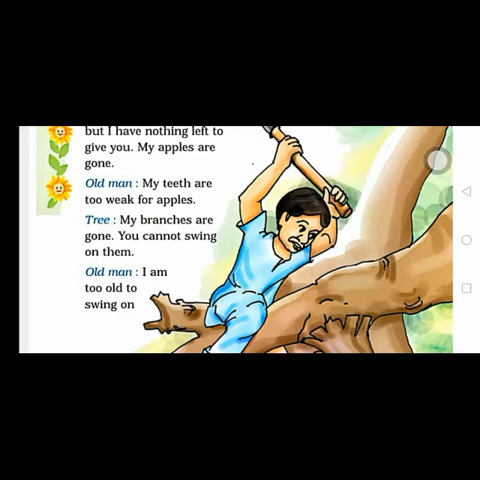 but I have nothing left to
give you. My apples are
gone.
Old man : My teeth are
too weak for apples.
Tree : My branches are
gone. You cannot swing
on them.
Old man : I am
too old to
swing on